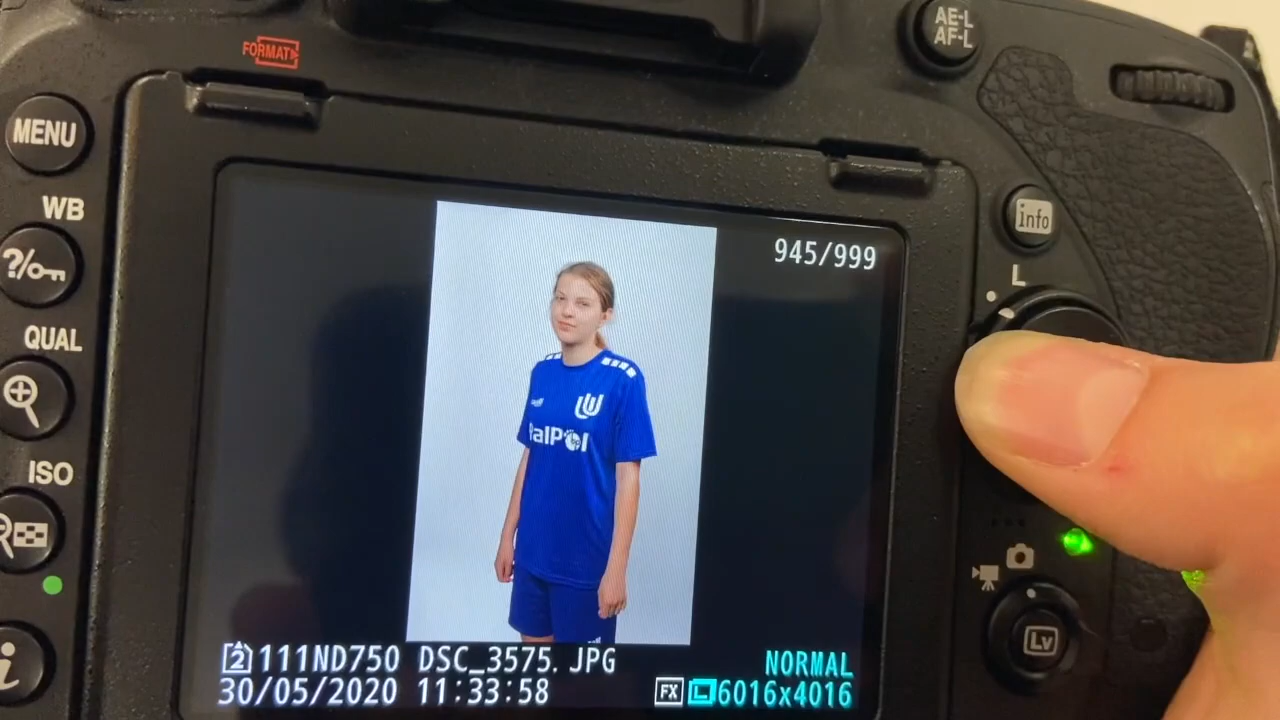 FORMAT
AE-L
AF-L
MENU
WB
info
945/999
L
?/
QUAL
ISO
alPol
2 111ND750 DSC_3575.JPG
NORMAL
30/05/2020 11:33:58
FX L 6016x4016
i
Lv